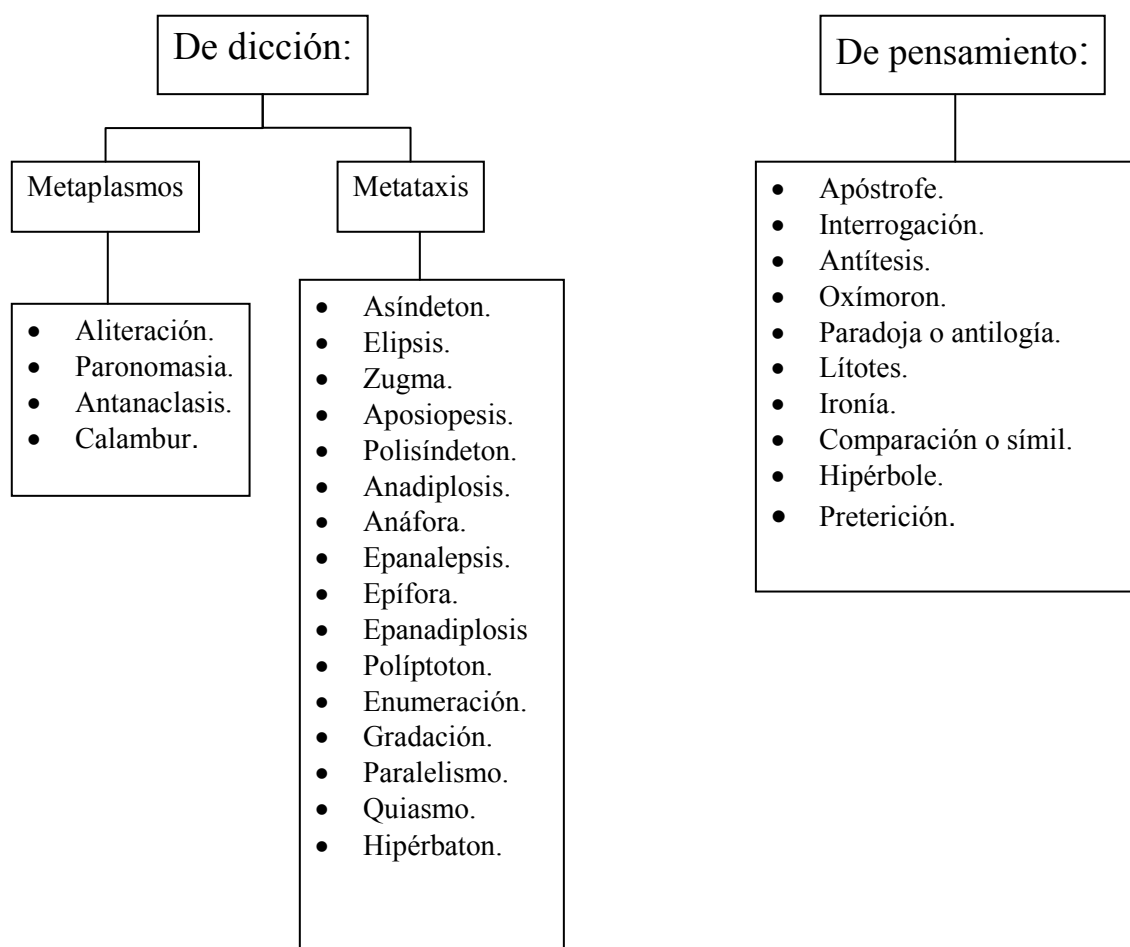 De dicción:
Metaplasmos
Aliteración.
Paronomasia.
Antanaclasis.
Calambur.
Metataxis
Asíndeton.
Elipsis.
Zugma.
Aposiopesis.
Polisíndeton.
Anadiplosis.
Anáfora.
Epanalepsis.
Epífora.
Epanadiplosis
Políptoton.
Enumeración.
Gradación.
Paralelismo.
Quiasmo.
Hipérbaton.
De pensamiento:
Apóstrofe.
Interrogación.
Antítesis.
Oxímoron.
Paradoja o antilogía.
Lítotes.
Ironía.
Comparación o símil.
Hipérbole.
Preterición.